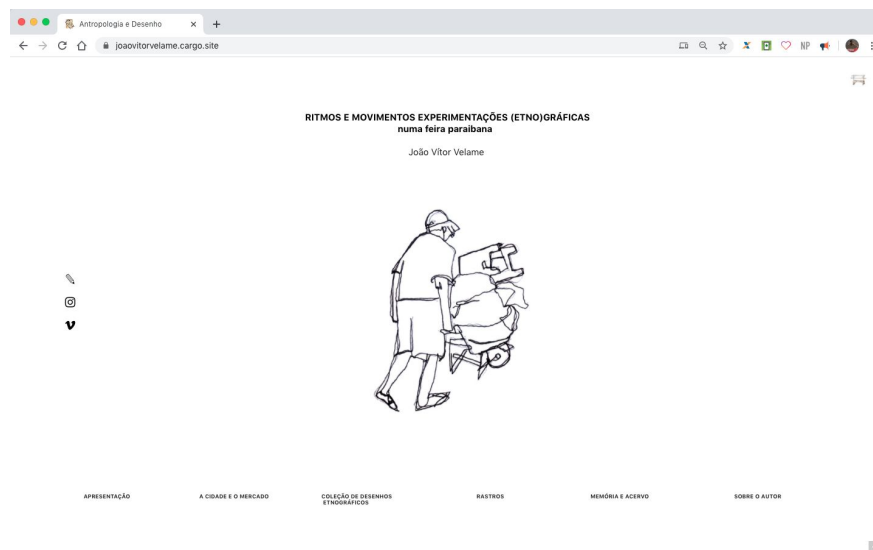 Antropologia e Desenho
joaovitorvelame.cargo.site
NP
RITMOS E MOVIMENTOS EXPERIMENTAÇÕES (ETNO)GRÁFICAS
numa feira paraibana
João Vítor Velame
APRESENTAÇÃO
A CIDADE E O MERCADO
COLEÇÃO DE DESENHOS
ETNOGRÁFICOS
RASTROS
MEMÓRIA E ACERVO
SOBRE O AUTOR